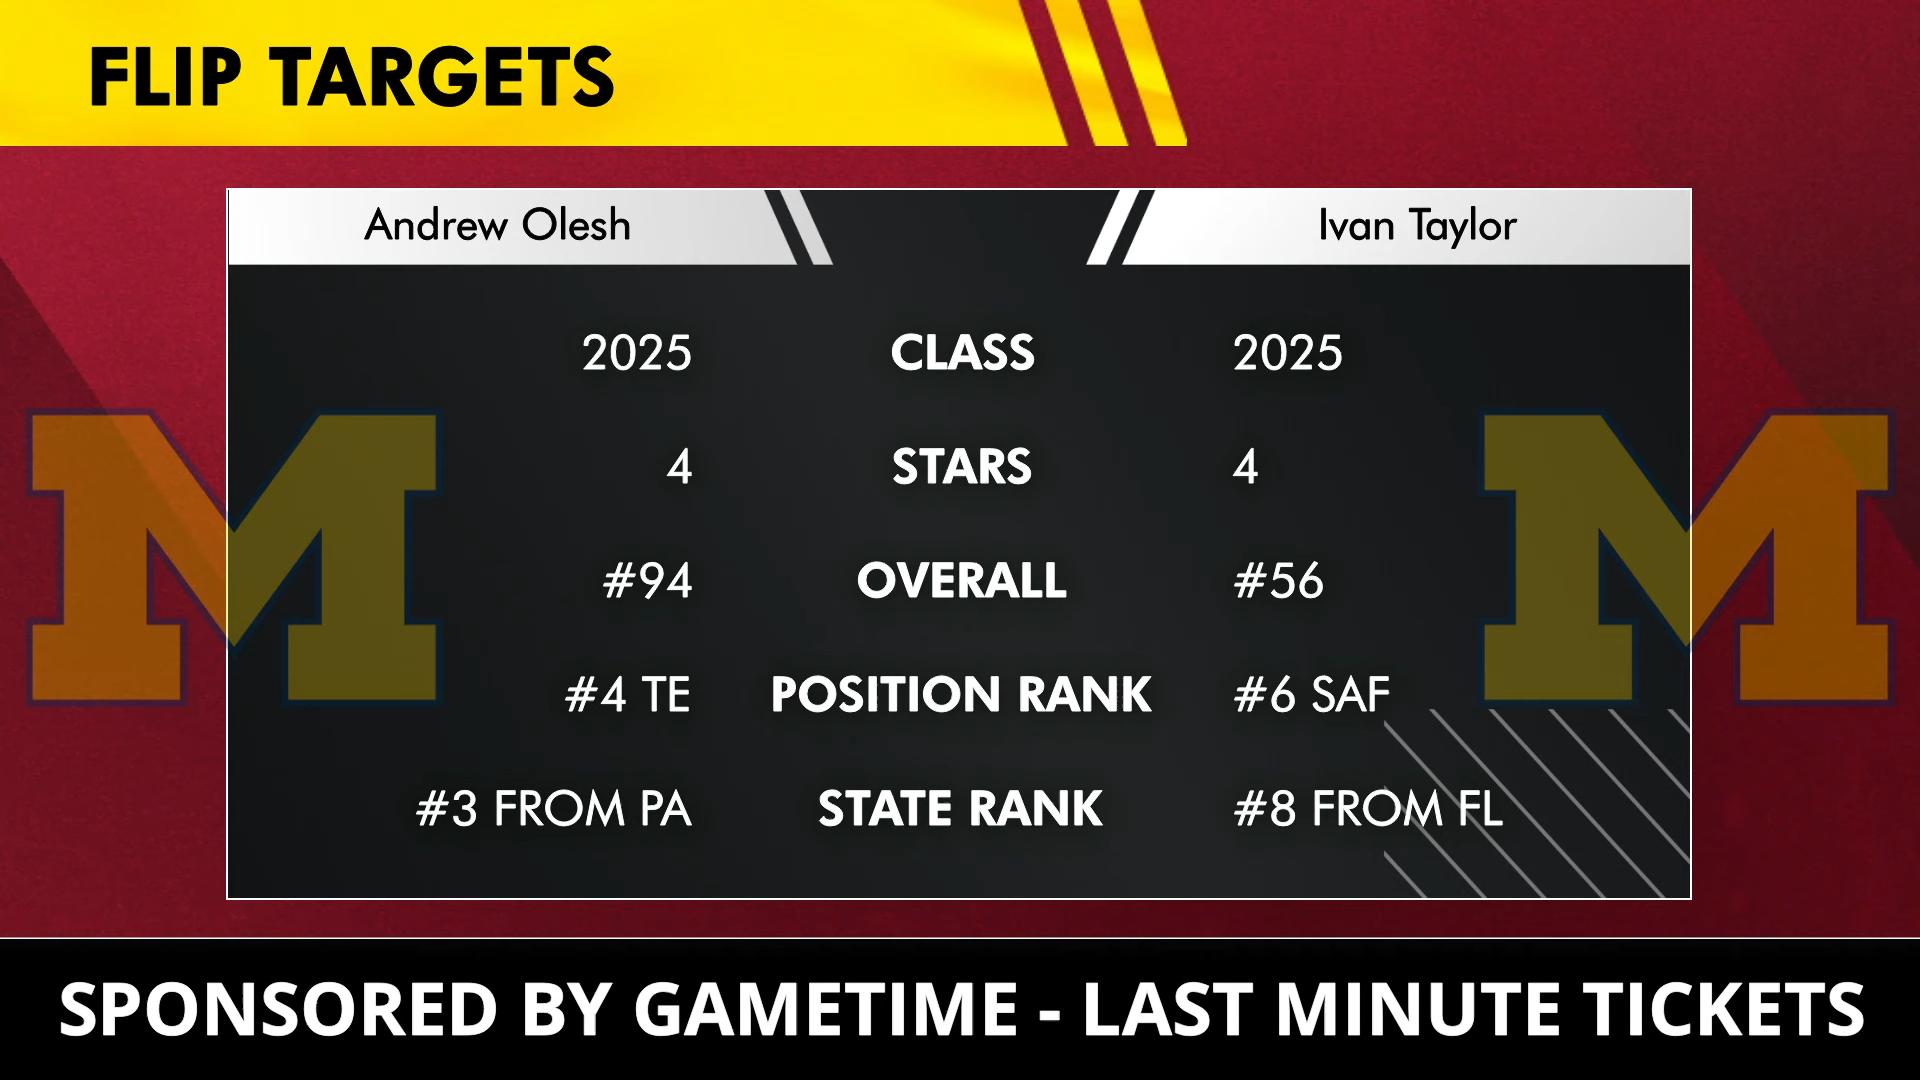 FLIP TARGETS
Andrew Olesh Ivan Taylor
2025 CLASS 2025
4 STARS 4
#94 OVERALL #56
#4 TE POSITION RANK #6 SAF
#3 FROM PA STATE RANK #8 FROM FL
M M
SPONSORED BY GAMETIME - LAST MINUTE TICKETS